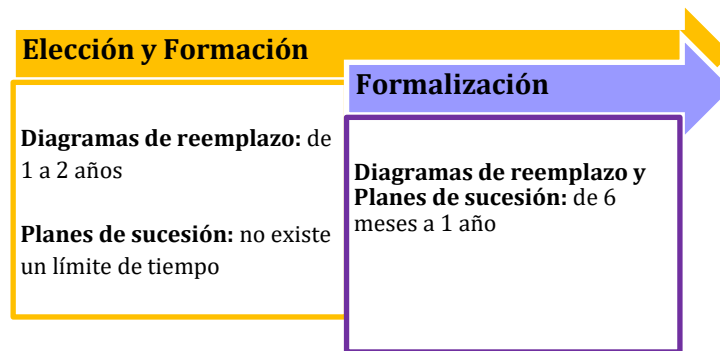 Elección y Formación
Diagramas de reemplazo: de
1 a 2 años
Planes de sucesión: no existe
un límite de tiempo
Formalización
Diagramas de reemplazo y
Planes de sucesión: de 6
meses a 1 año